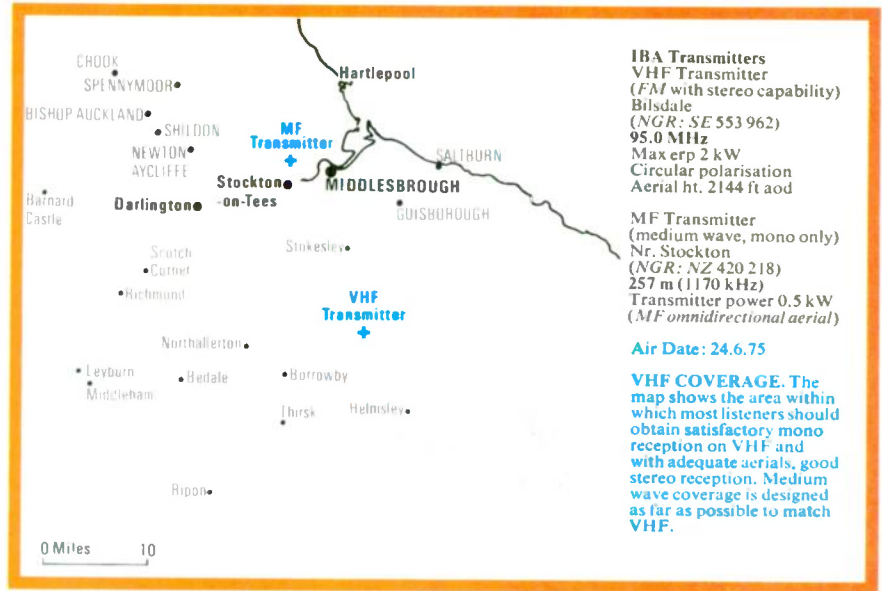 CROOK
SPENNYMOOR
BISHOP AUCKLAND
SHILDON
NEWTON
AYCLIFFE
Barnard
Castle
Darlington
MF
Transmitter
Stockton
-on-Tees
Hartlepool
MIDDLESBROUGH
SALTBURN
GUISBOROUGH
Stokesley
Scotch
Corner
Richmond
VHF
Transmitter
Northallerton
Leyburn
Middleham
Bedale
Borrowby
Thirsk
Helmsley
Ripon
0 Miles 10
IBA Transmitters
VHF Transmitter
(FM with stereo capability)
Bilsdale
(NGR: SE 553 962)
95.0 MHz
Max erp 2 kW
Circular polarisation
Aerial ht. 2144 ft aod
MF Transmitter
(medium wave, mono only)
Nr. Stockton
(NGR: NZ 420 218)
257 m (1170 kHz)
Transmitter power 0.5 kW
(MF omnidirectional aerial)
Air Date: 24.6.75
VHF COVERAGE. The
map shows the area within
which most listeners should
obtain satisfactory mono
reception on VHF and
with adequate aerials, good
stereo reception. Medium
wave coverage is designed
as far as possible to match
VHF.